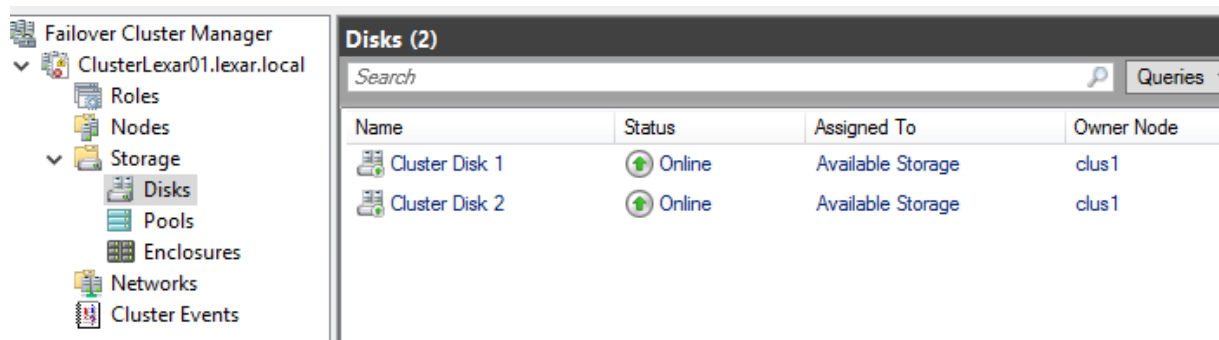 Failover Cluster Manager
ClusterLexar01.lexar.local
Roles
Nodes
Storage
Disks
Pools
Enclosures
Networks
Cluster Events
Disks (2)
Search
Queries
Name Status Assigned To Owner Node
Cluster Disk 1 Online Available Storage clus1
Cluster Disk 2 Online Available Storage clus1